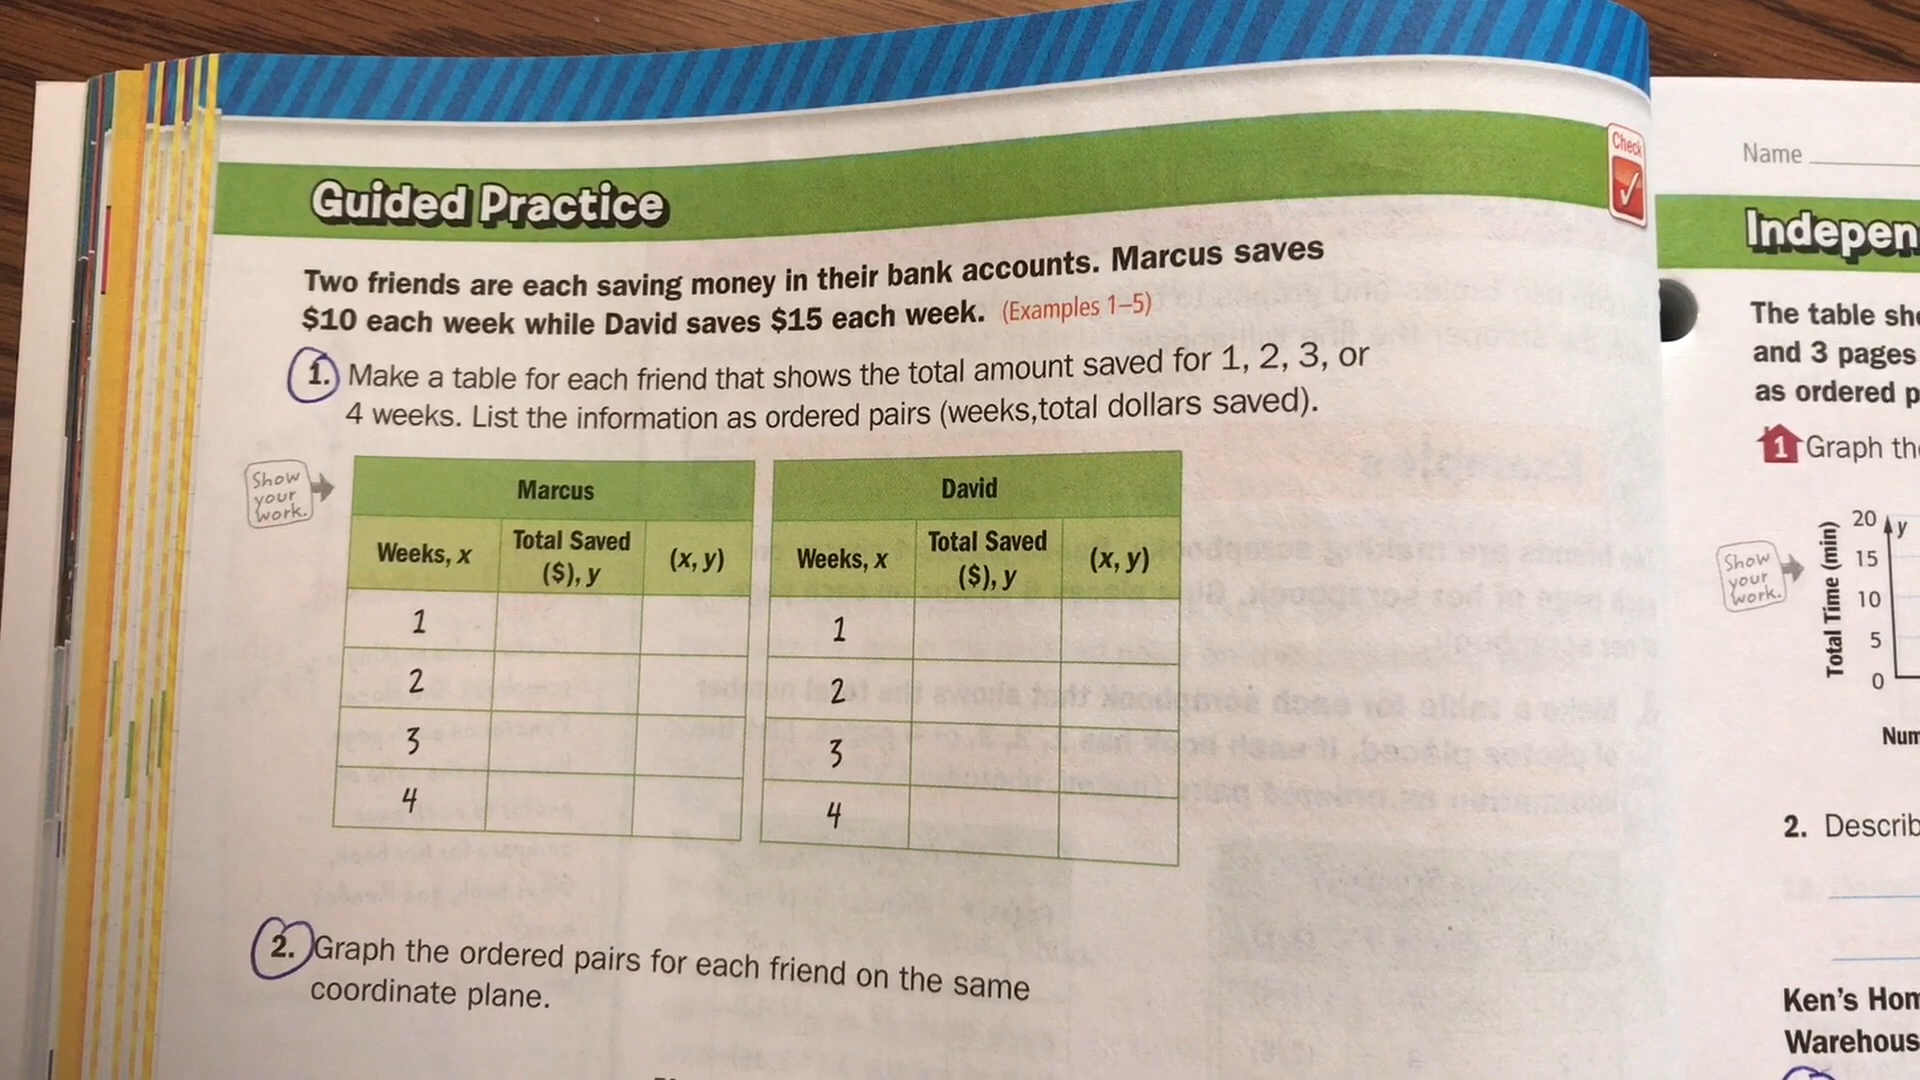 Check
Guided Practice
Two friends are each saving money in their bank accounts. Marcus saves
$10 each week while David saves $15 each week. (Examples 1–5)
1. Make a table for each friend that shows the total amount saved for 1, 2, 3, or
4 weeks. List the information as ordered pairs (weeks,total dollars saved).
Show
your
work.
Marcus
Weeks, x Total Saved ($), y (x, y)
1
2
3
4
David
Weeks, x Total Saved ($), y (x, y)
1
2
3
4
2. Graph the ordered pairs for each friend on the same
coordinate plane.
Name
Indepen
The table sh
and 3 pages
as ordered p
1 Graph th
Show
your
work.
Total Time (min)
20 y
15
10
5
0
Num
2. Describ
Ken's Hom
Warehous